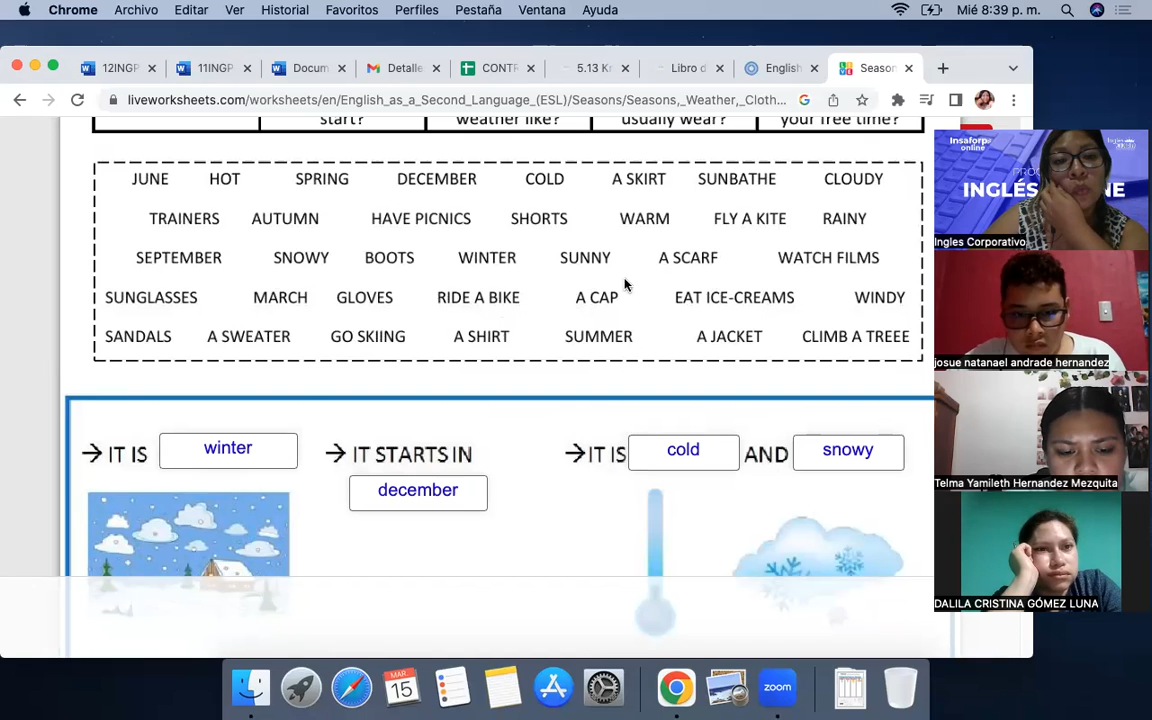 Chrome Archivo Editar Ver Historial Favoritos Perfiles Pestaña Ventana Ayuda Mié 8:39 p. m.
12INGP 11INGP Docum Detalle CONTF 5.13 Kr Libro d English Season
liveworksheets.com/worksheets/en/English_as_a_Second_Language_(ESL)/Seasons/Seasons,_Weather,_Cloth...
start? weather like? usually wear? your free time?
JUNE HOT SPRING DECEMBER COLD A SKIRT SUNBATHE CLOUDY
TRAINERS AUTUMN HAVE PICNICS SHORTS WARM FLY A KITE RAINY
SEPTEMBER SNOWY BOOTS WINTER SUNNY A SCARF WATCH FILMS
SUNGLASSES MARCH GLOVES RIDE A BIKE A CAP EAT ICE-CREAMS WINDY
SANDALS A SWEATER GO SKIING A SHIRT SUMMER A JACKET CLIMB A TREEE
→ IT IS winter → IT STARTS IN december → IT IS cold AND snowy
Insaforp online
INGLÉS
NE
Ingles Corporativo
josue natanael andrade hernandez
Telma Yamileth Hernandez Mezquita
DALILA CRISTINA GÓMEZ LUNA
MAR. 15
zoom